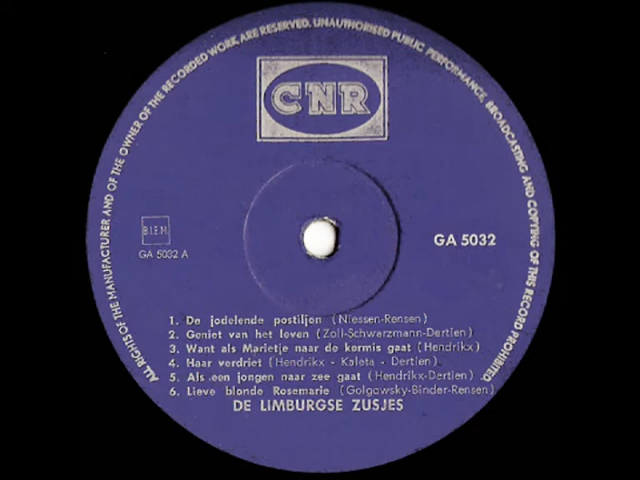 ALL RIGHTS OF THE MANUFACTURER AND OF THE OWNER OF THE RECORDED WORK ARE RESERVED. UNAUTHORISED PUBLIC PERFORMANCE BROADCASTING AND COPYING OF THIS RECORD PROHIBITED
CNR
B.I.E.M.
GA 5032 A
GA 5032
1. De jodelende postiljon (Niessen-Rensen)
2. Geniet van het leven (Zoll-Schwarzmann-Dertien)
3. Want als Marietje naar de kermis gaat (Hendrikx)
4. Haar verdriet (Hendrikx - Kaleta - Dertien)
5. Als een jongen naar zee gaat (Hendrikx-Dertien)
6. Lieve blonde Rosemarie (Golgowsky-Binder-Rensen)
DE LIMBURGSE ZUSJES